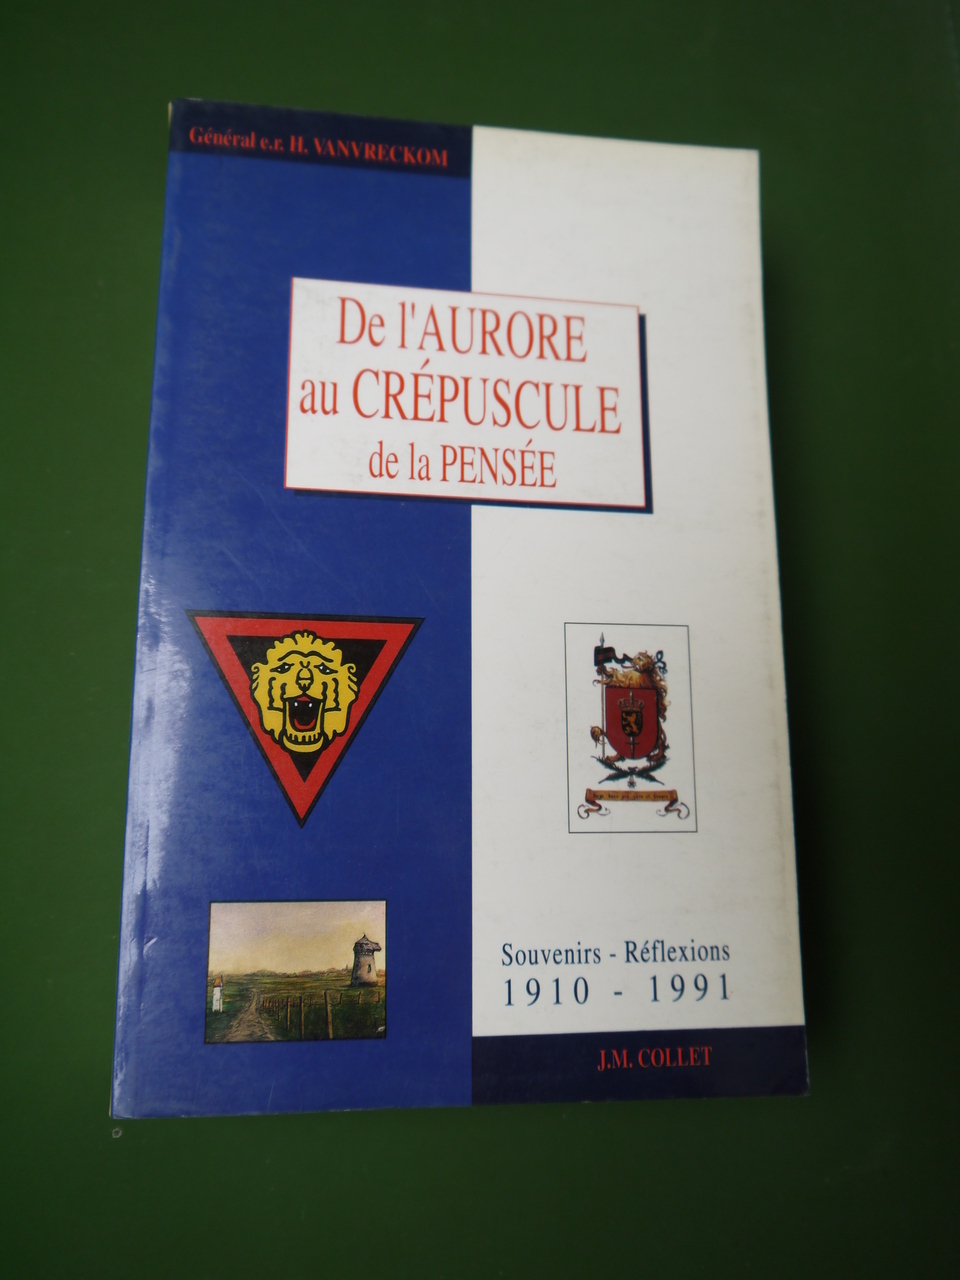 Général e.r. H. VANVRECKOM
De l'AURORE
au CRÉPUSCULE
de la PENSÉE
Souvenirs - Réflexions
1910 - 1991
J.M. COLLET